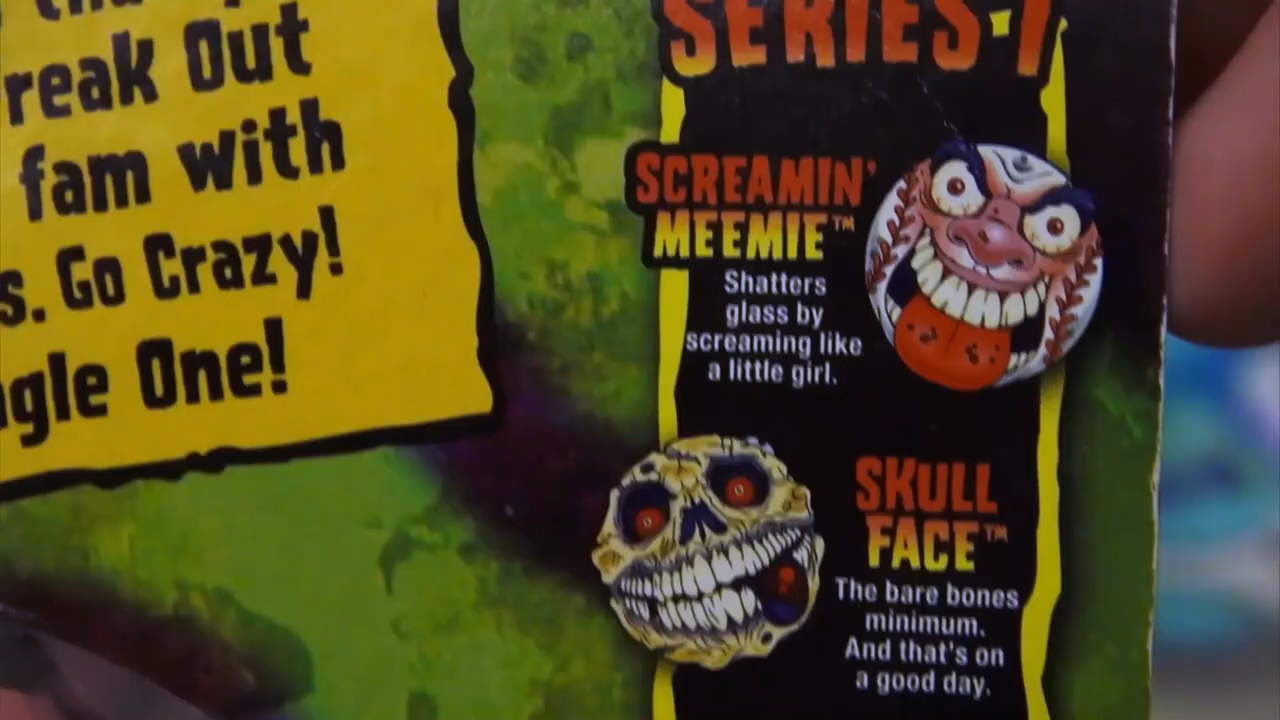 reak Out
fam with
s. Go Crazy!
gle One!
SERIES 1
SCREAMIN'
MEEMIE™
Shatters
glass by
screaming like
a little girl.
SKULL
FACE™
The bare bones
minimum.
And that's on
a good day.